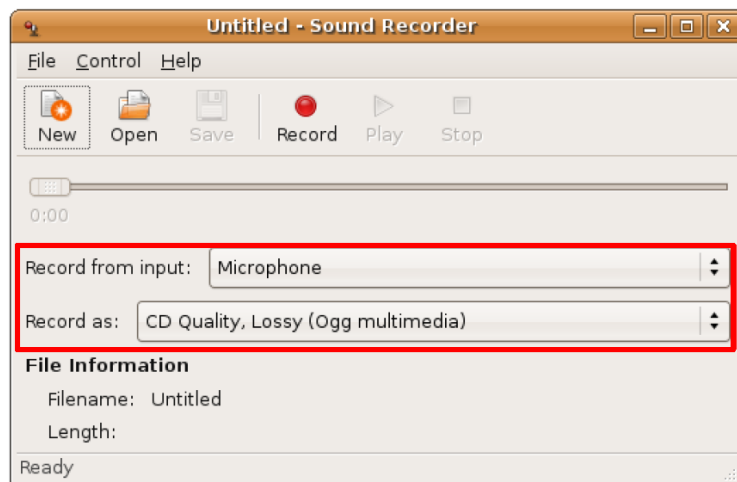 Untitled - Sound Recorder
File Control Help
New Open Save Record Play Stop
0:00
Record from input: Microphone
Record as: CD Quality, Lossy (Ogg multimedia)
File Information
Filename: Untitled
Length:
Ready